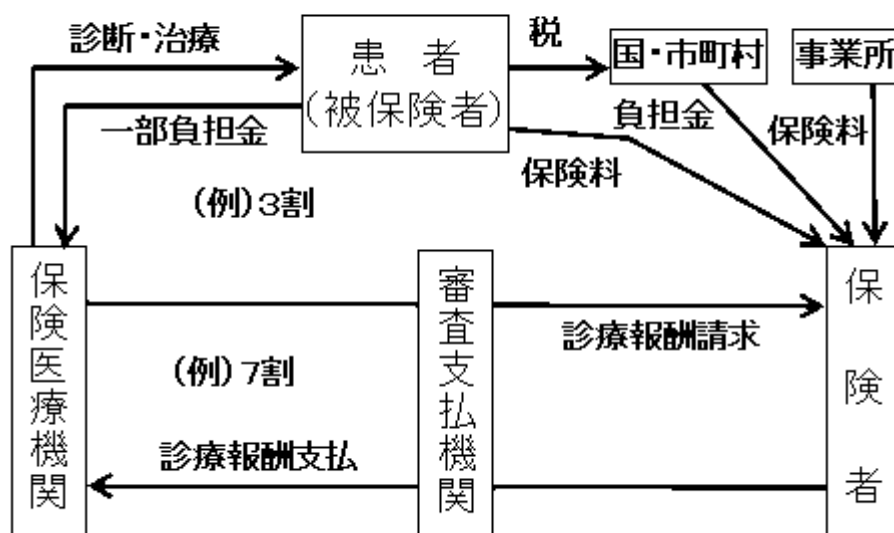 診断・治療
患者
(被保険者)
税
国・市町村
事業所
一部負担金
負担金
保険料
保険料
(例)3割
保険医療機関
審査支払機関
保険者
診療報酬請求
(例)7割
診療報酬支払